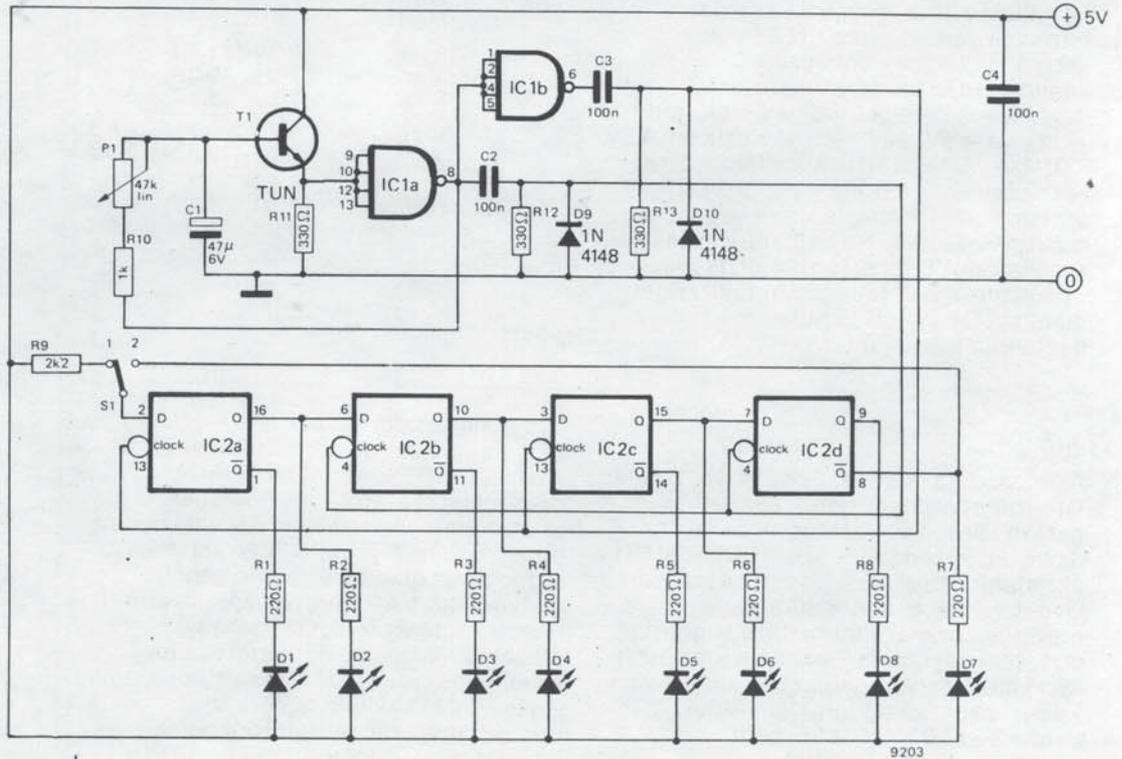 + 5V
1
2
4
5
IC1b
6
C3
100n
C4
100n
T1
TUN
P1
47k
lin
9
10
12
13
IC1a
8
C2
100n
R12
330Ω
D9
1N
4148
R13
330Ω
D10
1N
4148
C1
47μ
6V
R11
330Ω
R10
1k
0
R9
2k2
1
2
S1
2
D
Q
16
clock
IC2a
13
Q
1
6
D
Q
10
clock
IC2b
4
Q
11
3
D
Q
15
clock
IC2c
13
Q
14
7
D
Q
9
clock
IC2d
4
Q
8
R1
220Ω
R2
220Ω
R3
220Ω
R4
220Ω
R5
220Ω
R6
220Ω
R8
220Ω
R7
220Ω
D1
D2
D3
D4
D5
D6
D8
D7
9203